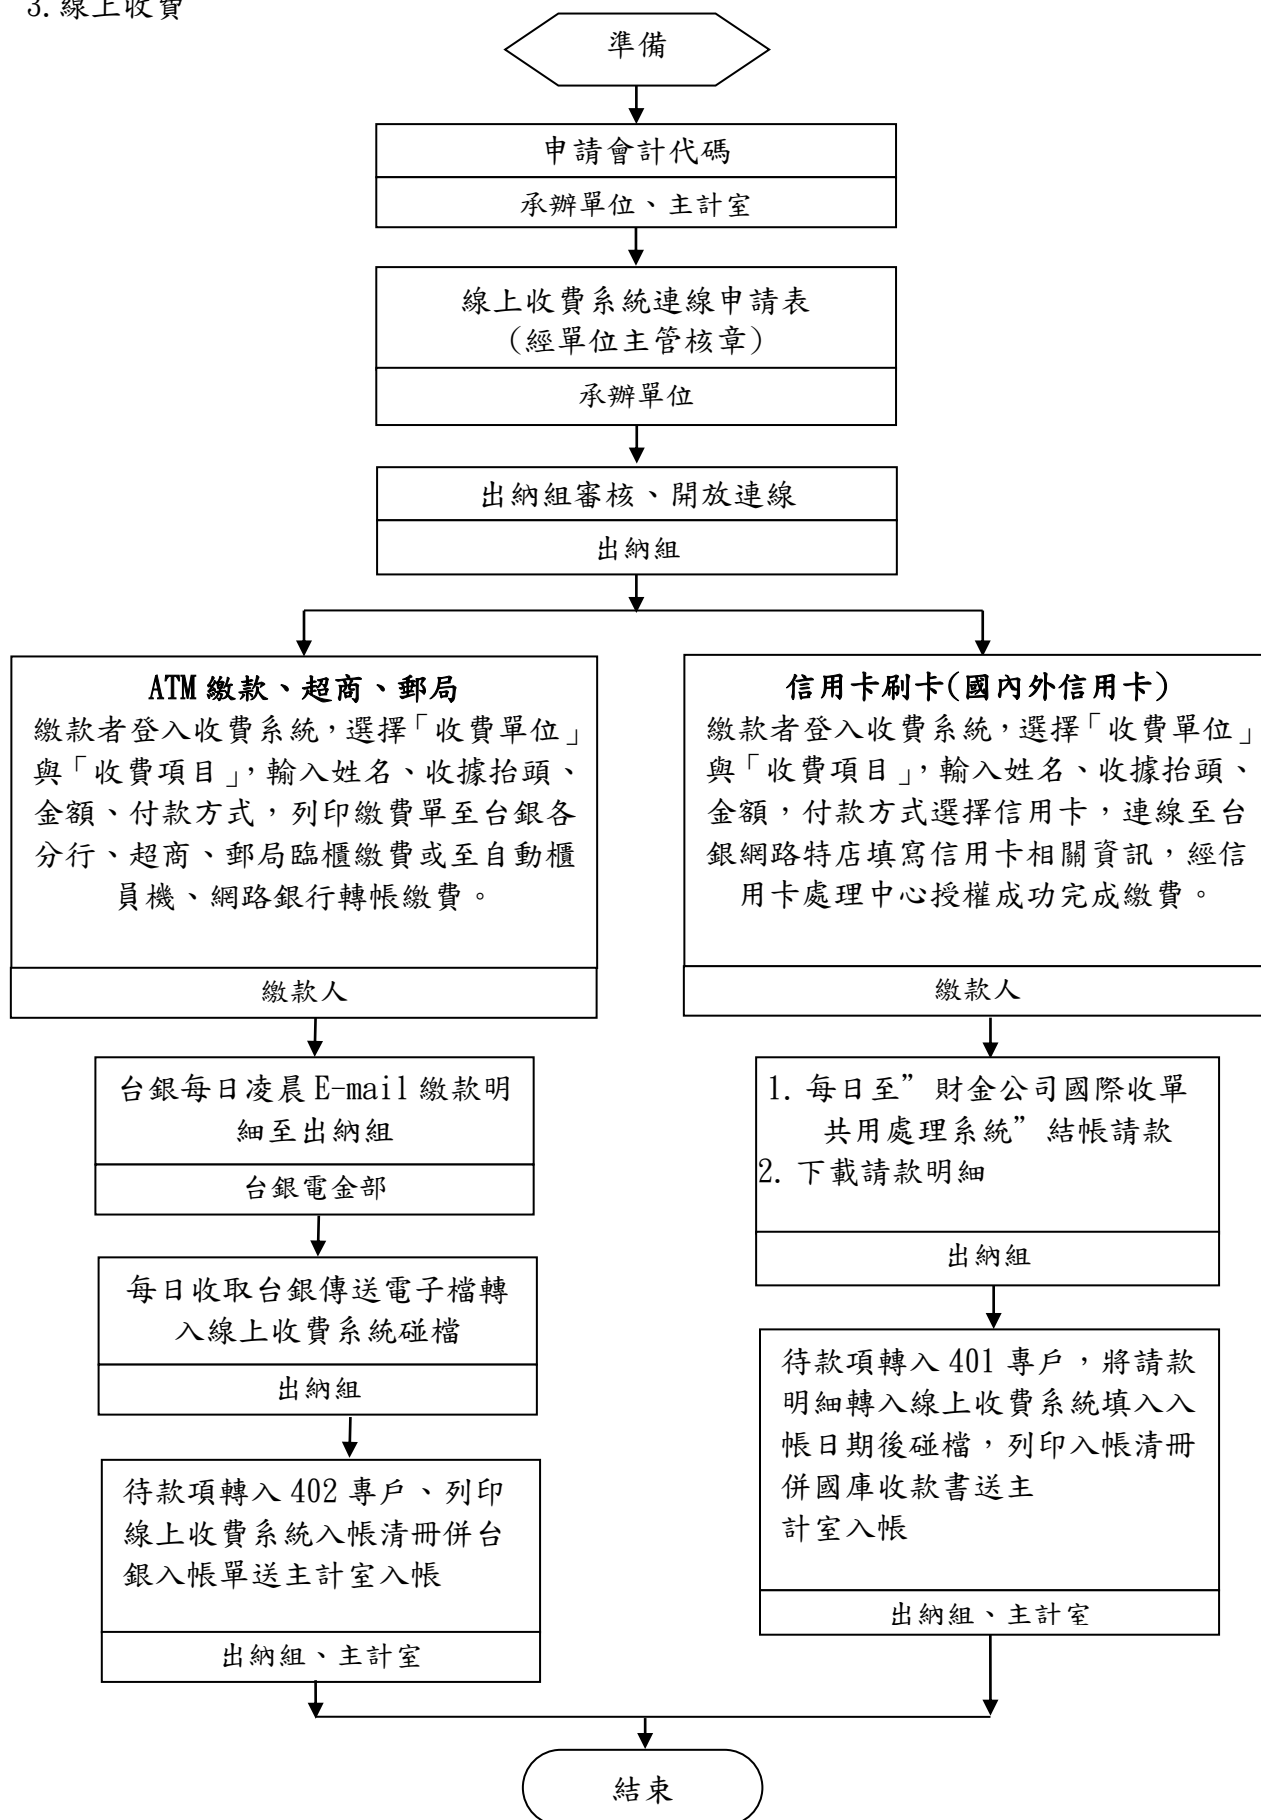 3.線上收費
準備
申請會計代碼
承辦單位、主計室
線上收費系統連線申請表
(經單位主管核章)
承辦單位
出納組審核、開放連線
出納組
ATM 繳款、超商、郵局
繳款者登入收費系統，選擇「收費單位」
與「收費項目」，輸入姓名、收據抬頭、
金額、付款方式，列印繳費單至台銀各
分行、超商、郵局臨櫃繳費或至自動櫃
員機、網路銀行轉帳繳費。
繳款人
台銀每日凌晨 E-mail 繳款明
細至出納組
台銀電金部
每日收取台銀傳送電子檔轉
入線上收費系統碰檔
出納組
待款項轉入 402 專戶、列印
線上收費系統入帳清冊併台
銀入帳單送主計室入帳
出納組、主計室
信用卡刷卡(國內外信用卡)
繳款者登入收費系統，選擇「收費單位」
與「收費項目」，輸入姓名、收據抬頭、
金額，付款方式選擇信用卡，連線至台
銀網路特店填寫信用卡相關資訊，經信
用卡處理中心授權成功完成繳費。
繳款人
1. 每日至”財金公司國際收單
共用處理系統”結帳請款
2. 下載請款明細
出納組
待款項轉入 401 專戶，將請款
明細轉入線上收費系統填入入
帳日期後碰檔，列印入帳清冊
併國庫收款書送主
計室入帳
出納組、主計室
結束